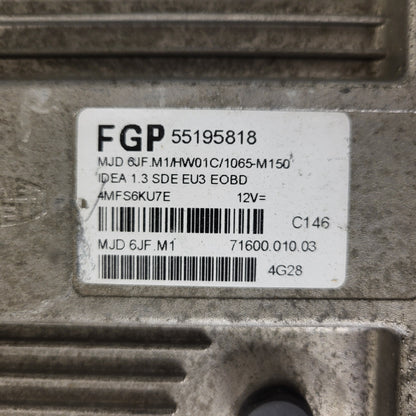 FGP 55195818
MJD 6JF.M1/HW01C/1065-M150
IDEA 1.3 SDE EU3 EOBD
4MFS6KU7E 12V=
C146
MJD 6JF.M1 71600.010.03
4G28